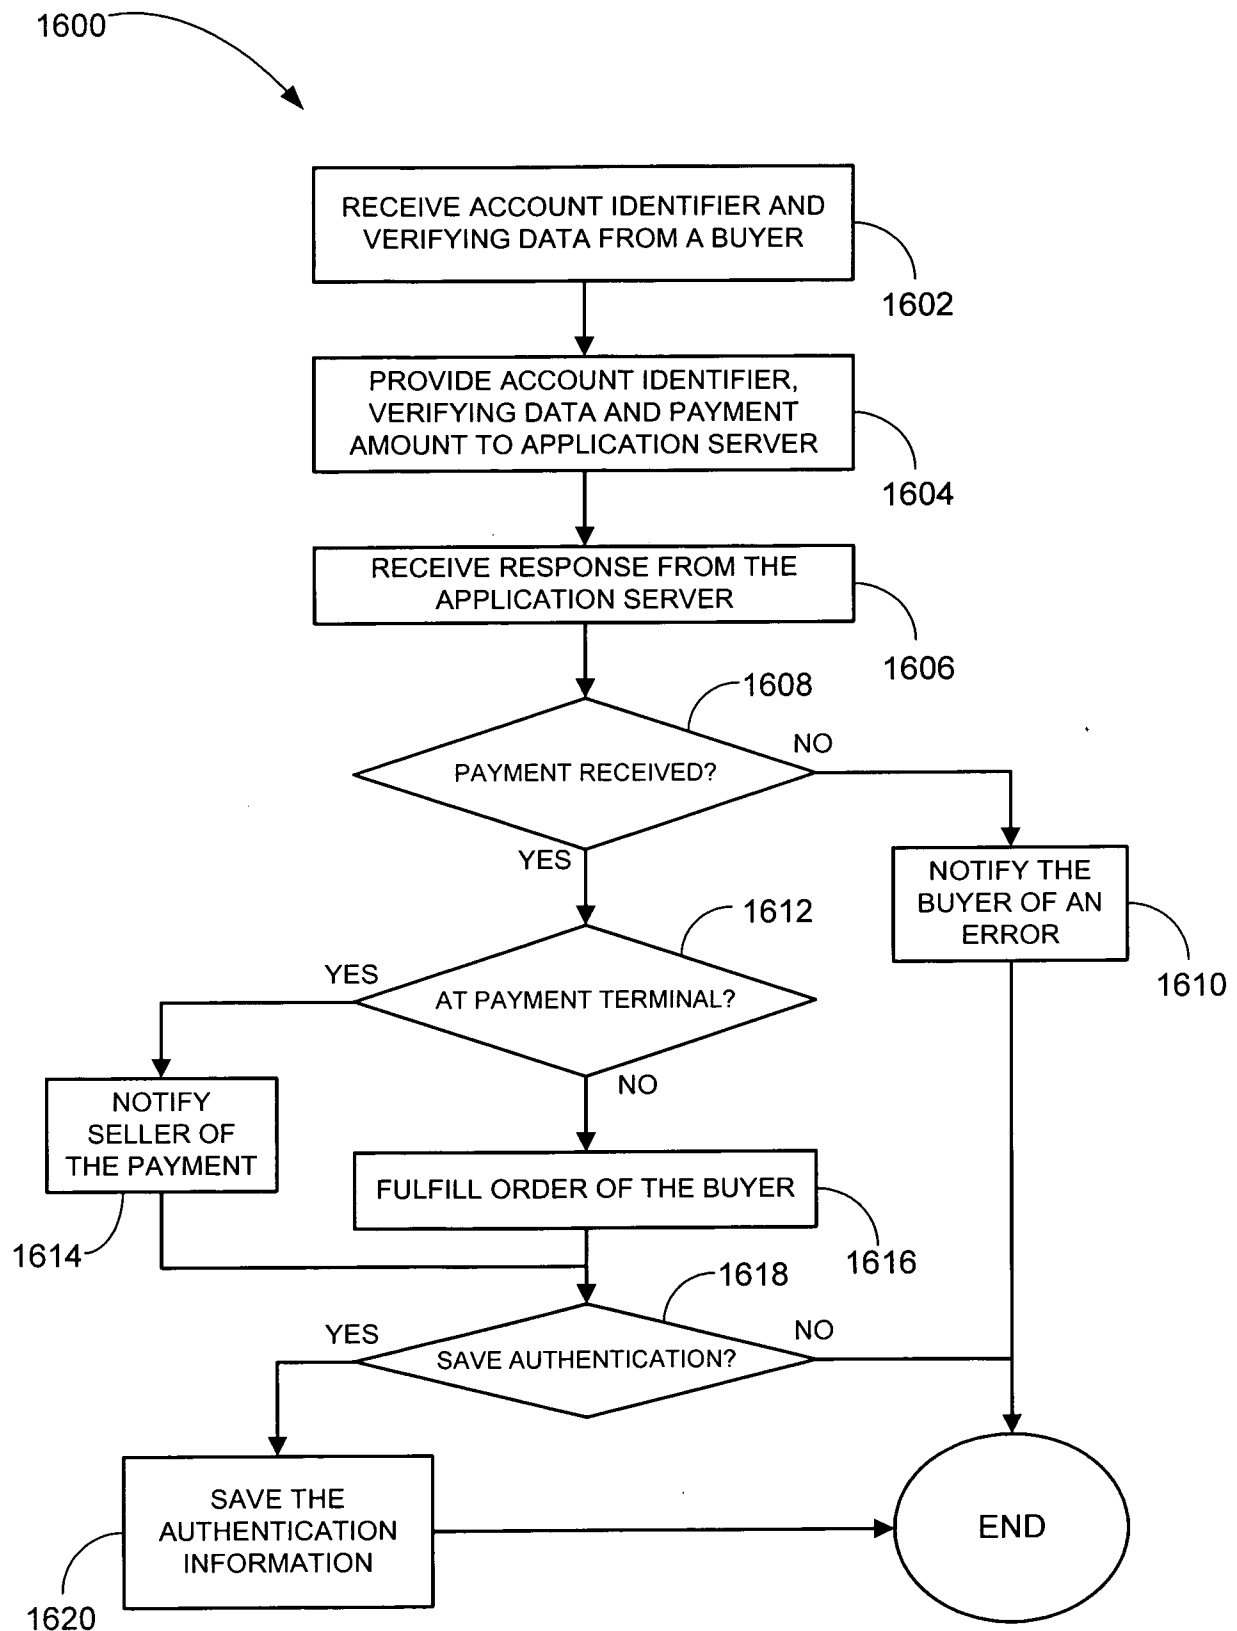 1600
RECEIVE ACCOUNT IDENTIFIER AND
VERIFYING DATA FROM A BUYER
1602
PROVIDE ACCOUNT IDENTIFIER,
VERIFYING DATA AND PAYMENT
AMOUNT TO APPLICATION SERVER
1604
RECEIVE RESPONSE FROM THE
APPLICATION SERVER
1606
1608
PAYMENT RECEIVED?
NO
YES
NOTIFY THE
BUYER OF AN
ERROR
1610
1612
AT PAYMENT TERMINAL?
YES
NO
NOTIFY
SELLER OF
THE PAYMENT
1614
FULFILL ORDER OF THE BUYER
1616
1618
SAVE AUTHENTICATION?
YES
NO
SAVE THE
AUTHENTICATION
INFORMATION
1620
END